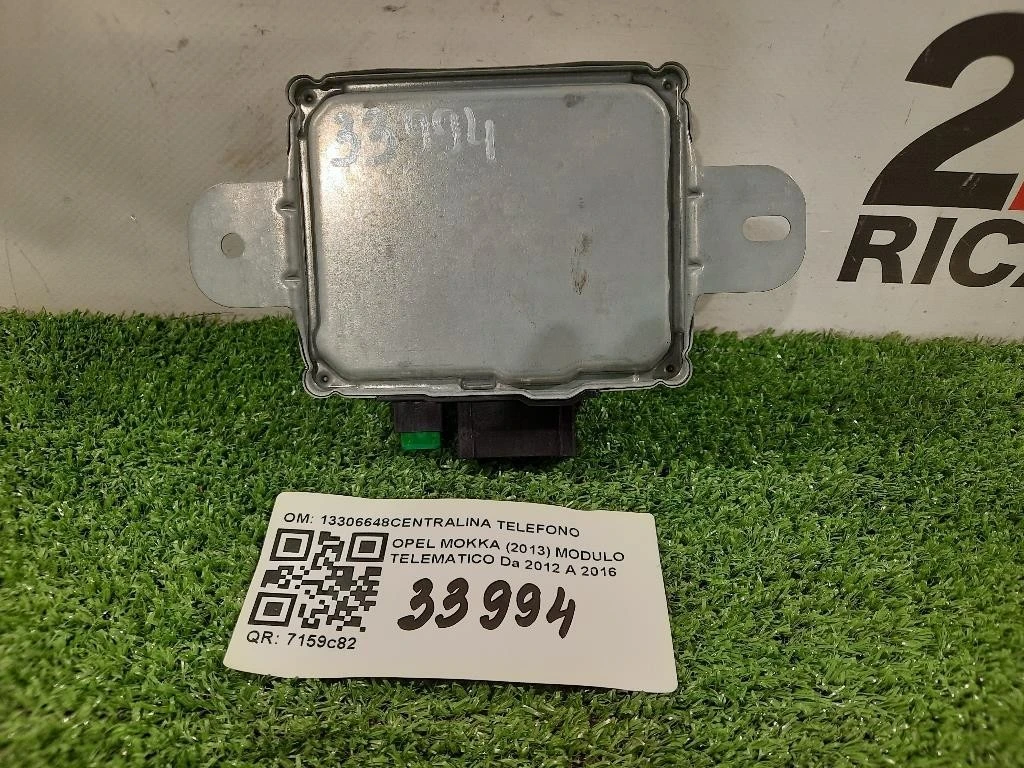 33994
2
RIC
OM: 13306648CENTRALINA TELEFONO
OPEL MOKKA (2013) MODULO
TELEMATICO Da 2012 A 2016
33994
QR: 7159c82